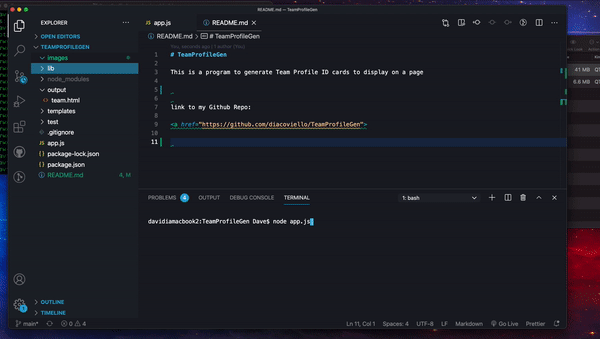 README.md — TeamProfileGen
EXPLORER
OPEN EDITORS
TEAMPROFILEGEN
images
lib
node_modules
output
team.html
templates
test
.gitignore
app.js
package-lock.json
package.json
README.md 4, M
OUTLINE
TIMELINE
app.js README.md
README.md > # TeamProfileGen
You, seconds ago | 1 author (You)
1 # TeamProfileGen
2
3 This is a program to generate Team Profile ID cards to display on a page
4
5
6
7 link to my Github Repo:
8
9 <a href="https://github.com/diacoviello/TeamProfileGen">
10
11
PROBLEMS 4 OUTPUT DEBUG CONSOLE TERMINAL 1: bash
davidiamacbook2:TeamProfileGen Dave$ node app.js
41 MB QT
6.8 MB QT
main* 0 4 Ln 11, Col 1 Spaces: 4 UTF-8 LF Markdown Go Live Prettier